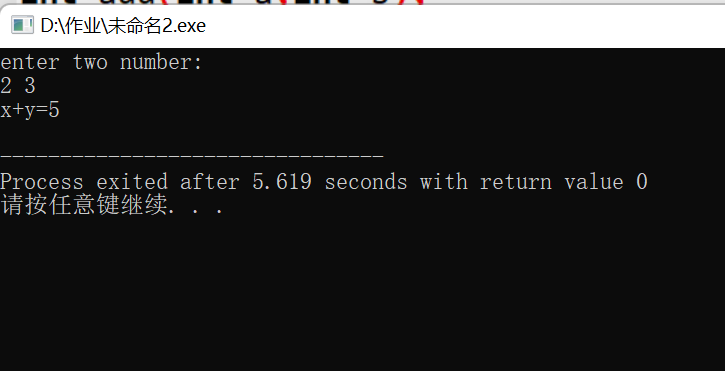 D:\作业\未命名2.exe
enter two number:
2 3
x+y=5
--------------------------------
Process exited after 5.619 seconds with return value 0
请按任意键继续. . .